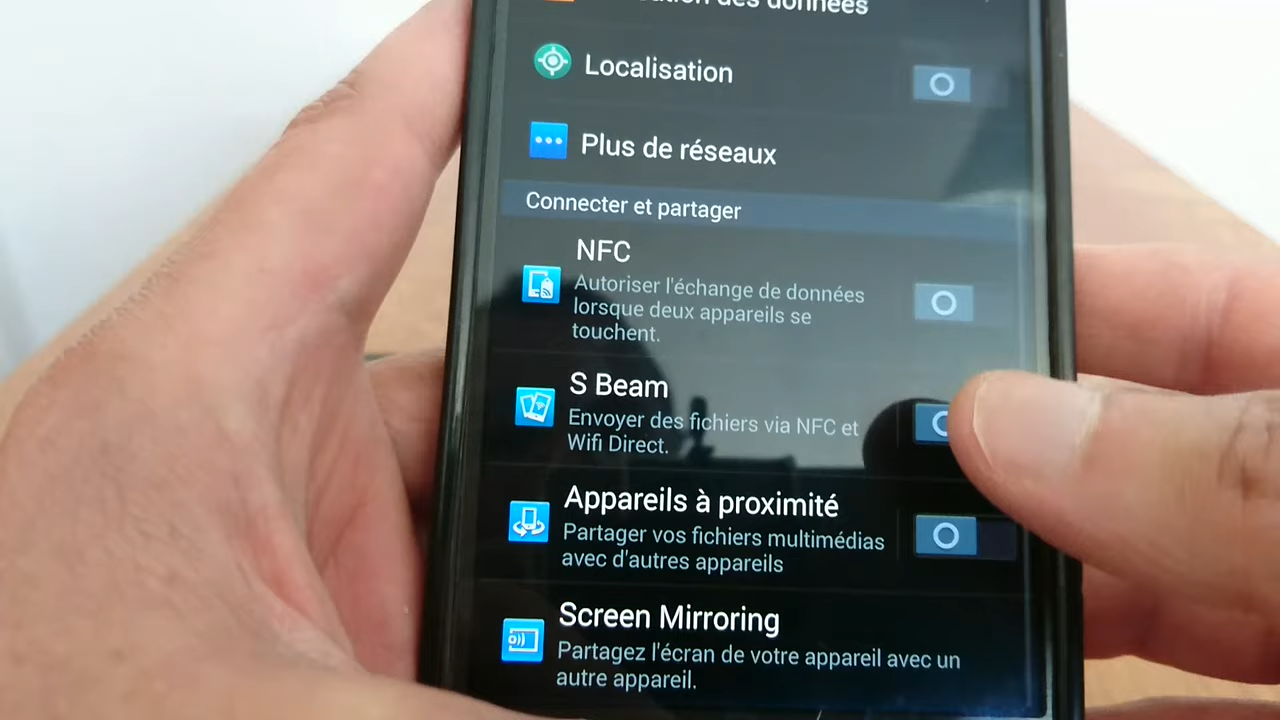 des données
Localisation
Plus de réseaux
Connecter et partager
NFC
Autoriser l'échange de données
lorsque deux appareils se
touchent.
S Beam
Envoyer des fichiers via NFC et
Wifi Direct.
Appareils à proximité
Partager vos fichiers multimédias
avec d'autres appareils
Screen Mirroring
Partagez l'écran de votre appareil avec un
autre appareil.